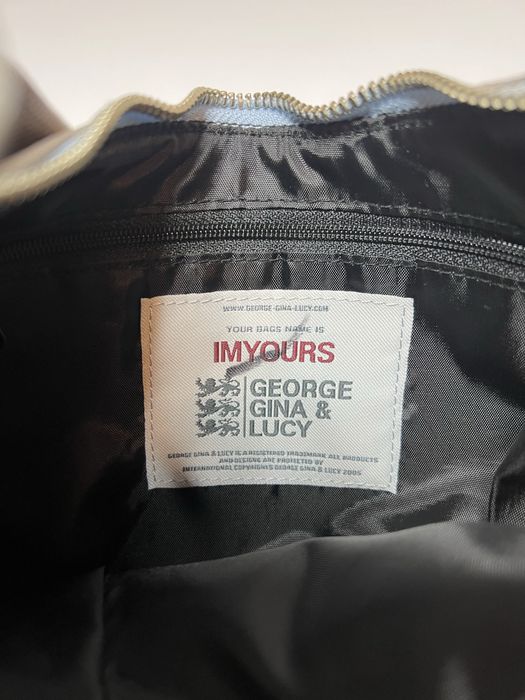 WWW.GEORGE-GINA-LUCY.COM
YOUR BAGS NAME IS
IMYOURS
GEORGE
GINA &
LUCY
GEORGE GINA & LUCY IS A REGISTERED TRADEMARK ALL PRODUCTS
AND DESIGNS ARE PROTECTED BY
INTERNATIONAL COPYRIGHTS GEORGE GINA & LUCY 2005